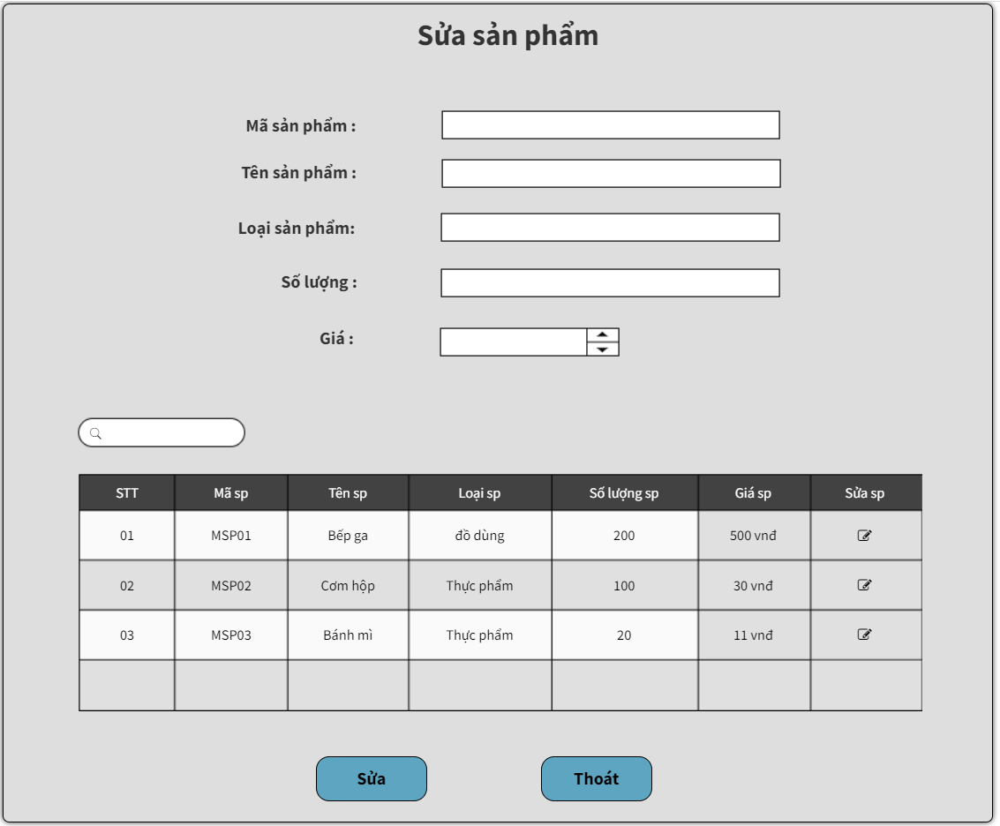 Sửa sản phẩm
Mã sản phẩm :
Tên sản phẩm :
Loại sản phẩm:
Số lượng :
Giá :
STT Mã sp Tên sp Loại sp Số lượng sp Giá sp Sửa sp
01 MSP01 Bếp ga đồ dùng 200 500 vnđ
02 MSP02 Cơm hộp Thực phẩm 100 30 vnđ
03 MSP03 Bánh mì Thực phẩm 20 11 vnđ
Sửa Thoát